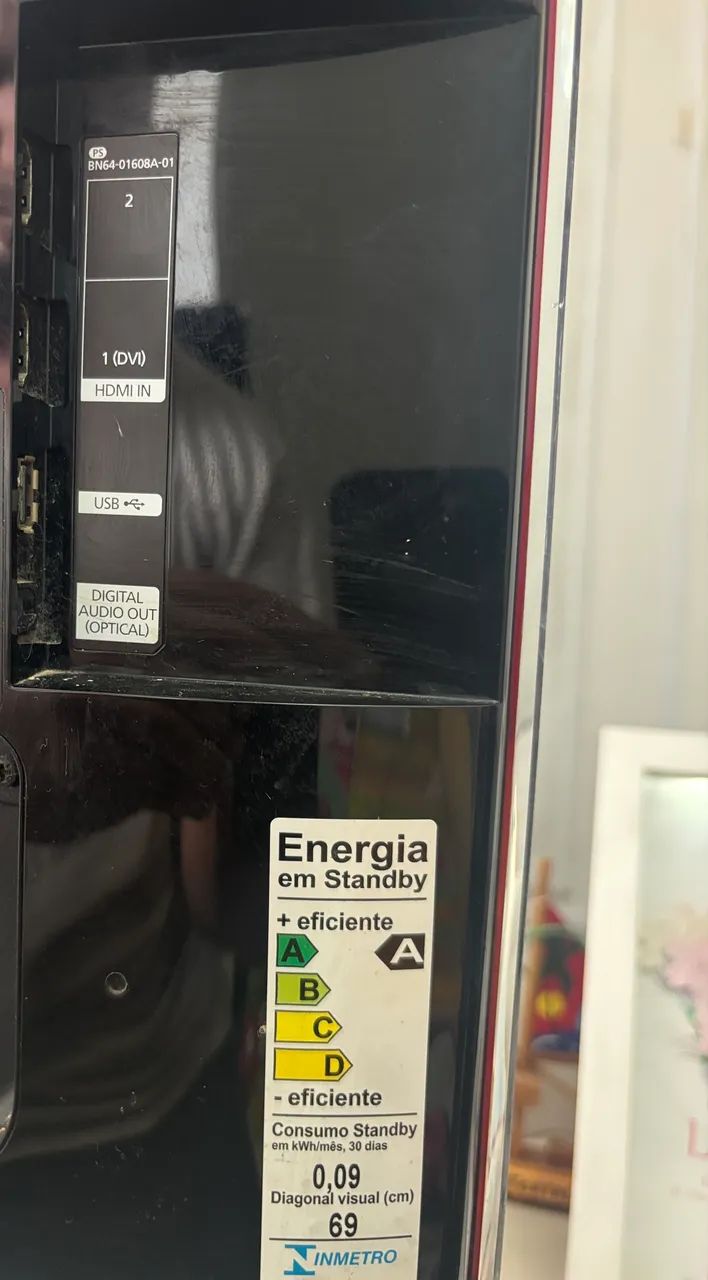 PS
BN64-01608A-01
2
1 (DVI)
HDMI IN
USB
DIGITAL
AUDIO OUT
(OPTICAL)
Energia
em Standby
+ eficiente
A A
B
C
D
- eficiente
Consumo Standby
em kWh/mês, 30 dias
0,09
Diagonal visual (cm)
69
INMETRO